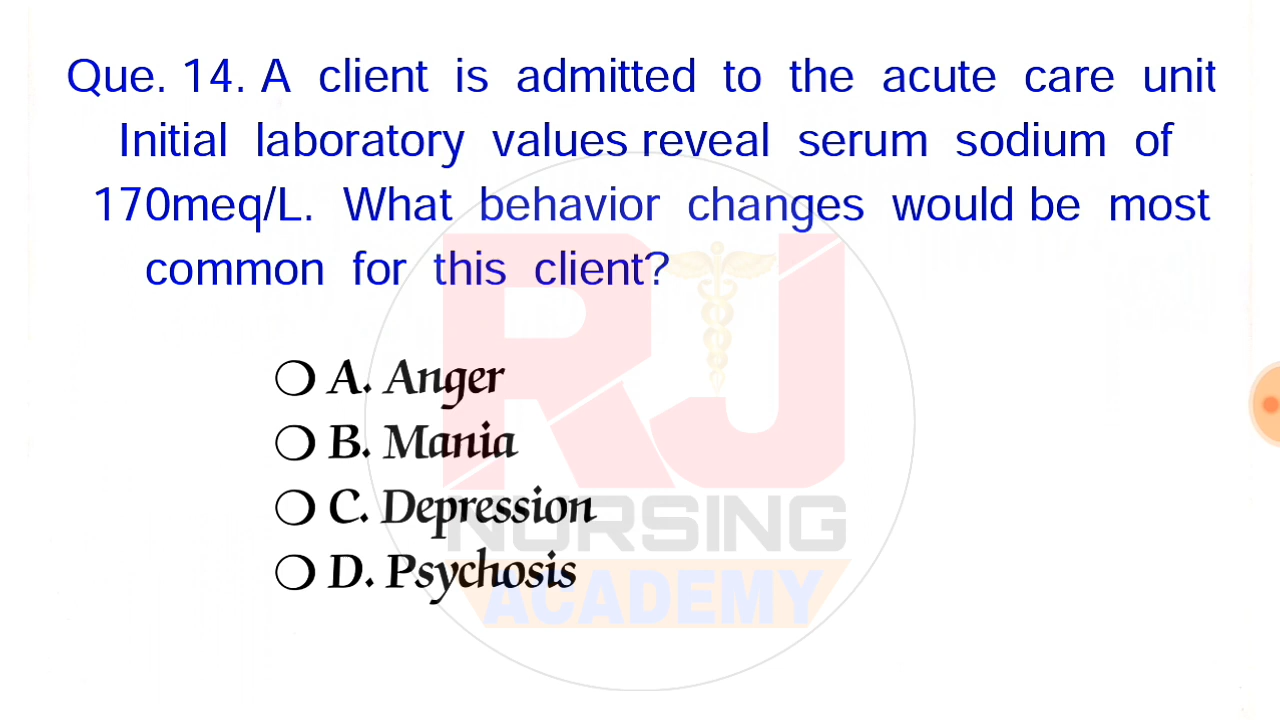 Que. 14. A client is admitted to the acute care unit
Initial laboratory values reveal serum sodium of
170meq/L. What behavior changes would be most
common for this client?
A. Anger
B. Mania
C. Depression
D. Psychosis
RJ
NURSING
ACADEMY